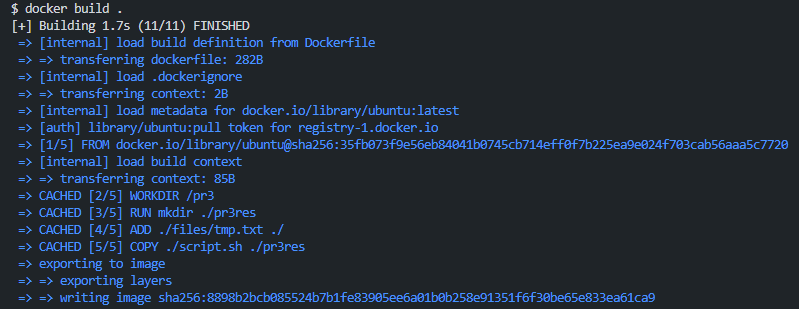 $ docker build .
[+] Building 1.7s (11/11) FINISHED
=> [internal] load build definition from Dockerfile
=> => transferring dockerfile: 282B
=> [internal] load .dockerignore
=> => transferring context: 2B
=> [internal] load metadata for docker.io/library/ubuntu:latest
=> [auth] library/ubuntu:pull token for registry-1.docker.io
=> [1/5] FROM docker.io/library/ubuntu@sha256:35fb073f9e56eb84041b0745cb714eff0f7b225ea9e024f703cab56aaa5c7720
=> [internal] load build context
=> => transferring context: 85B
=> CACHED [2/5] WORKDIR /pr3
=> CACHED [3/5] RUN mkdir ./pr3res
=> CACHED [4/5] ADD ./files/tmp.txt ./
=> CACHED [5/5] COPY ./script.sh ./pr3res
=> exporting to image
=> => exporting layers
=> => writing image sha256:8898b2bcb085524b7b1fe83905ee6a01b0b258e91351f6f30be65e833ea61ca9